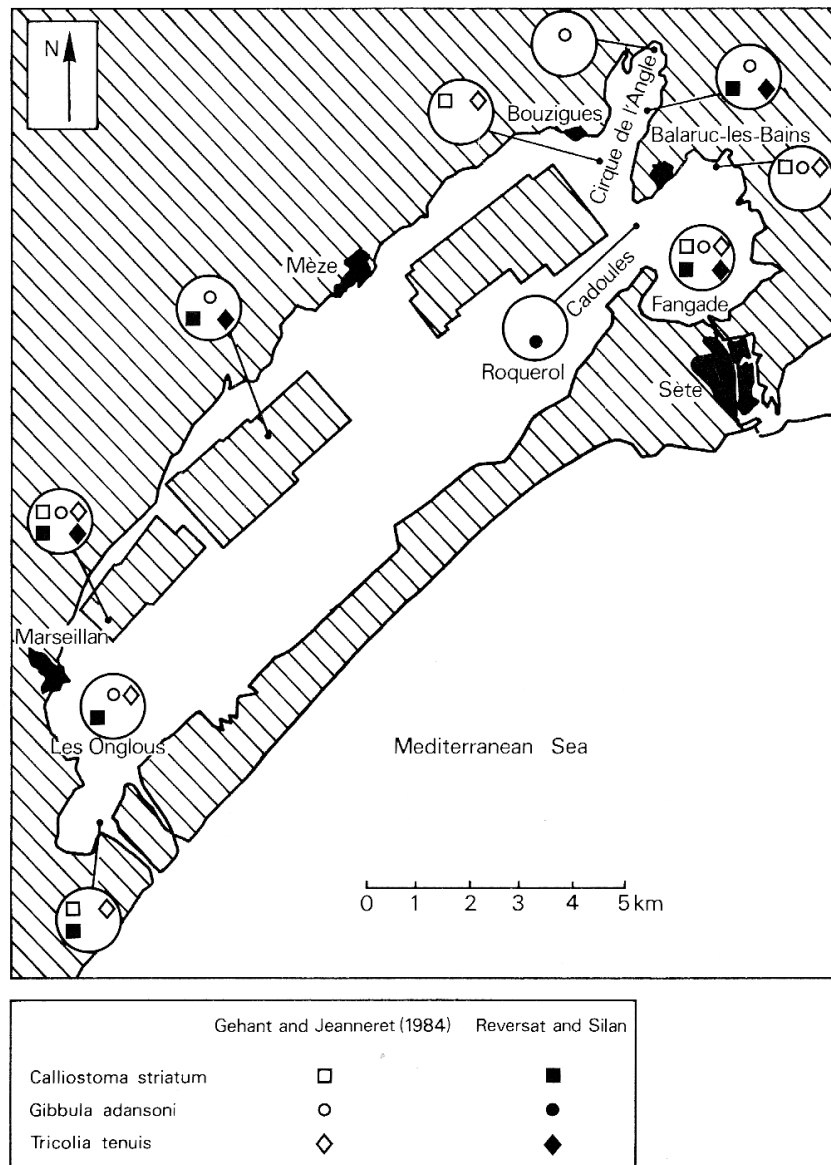 N
Bouzigues
Cirque de l'Angle
Balaruc-les-Bains
Mèze
Cadoules
Fangade
Roquerol
Sète
Marseillan
Les Onglous
Mediterranean Sea
0 1 2 3 4 5 km
Gehant and Jeanneret (1984) Reversat and Silan
Calliostoma striatum
Gibbula adansoni
Tricolia tenuis